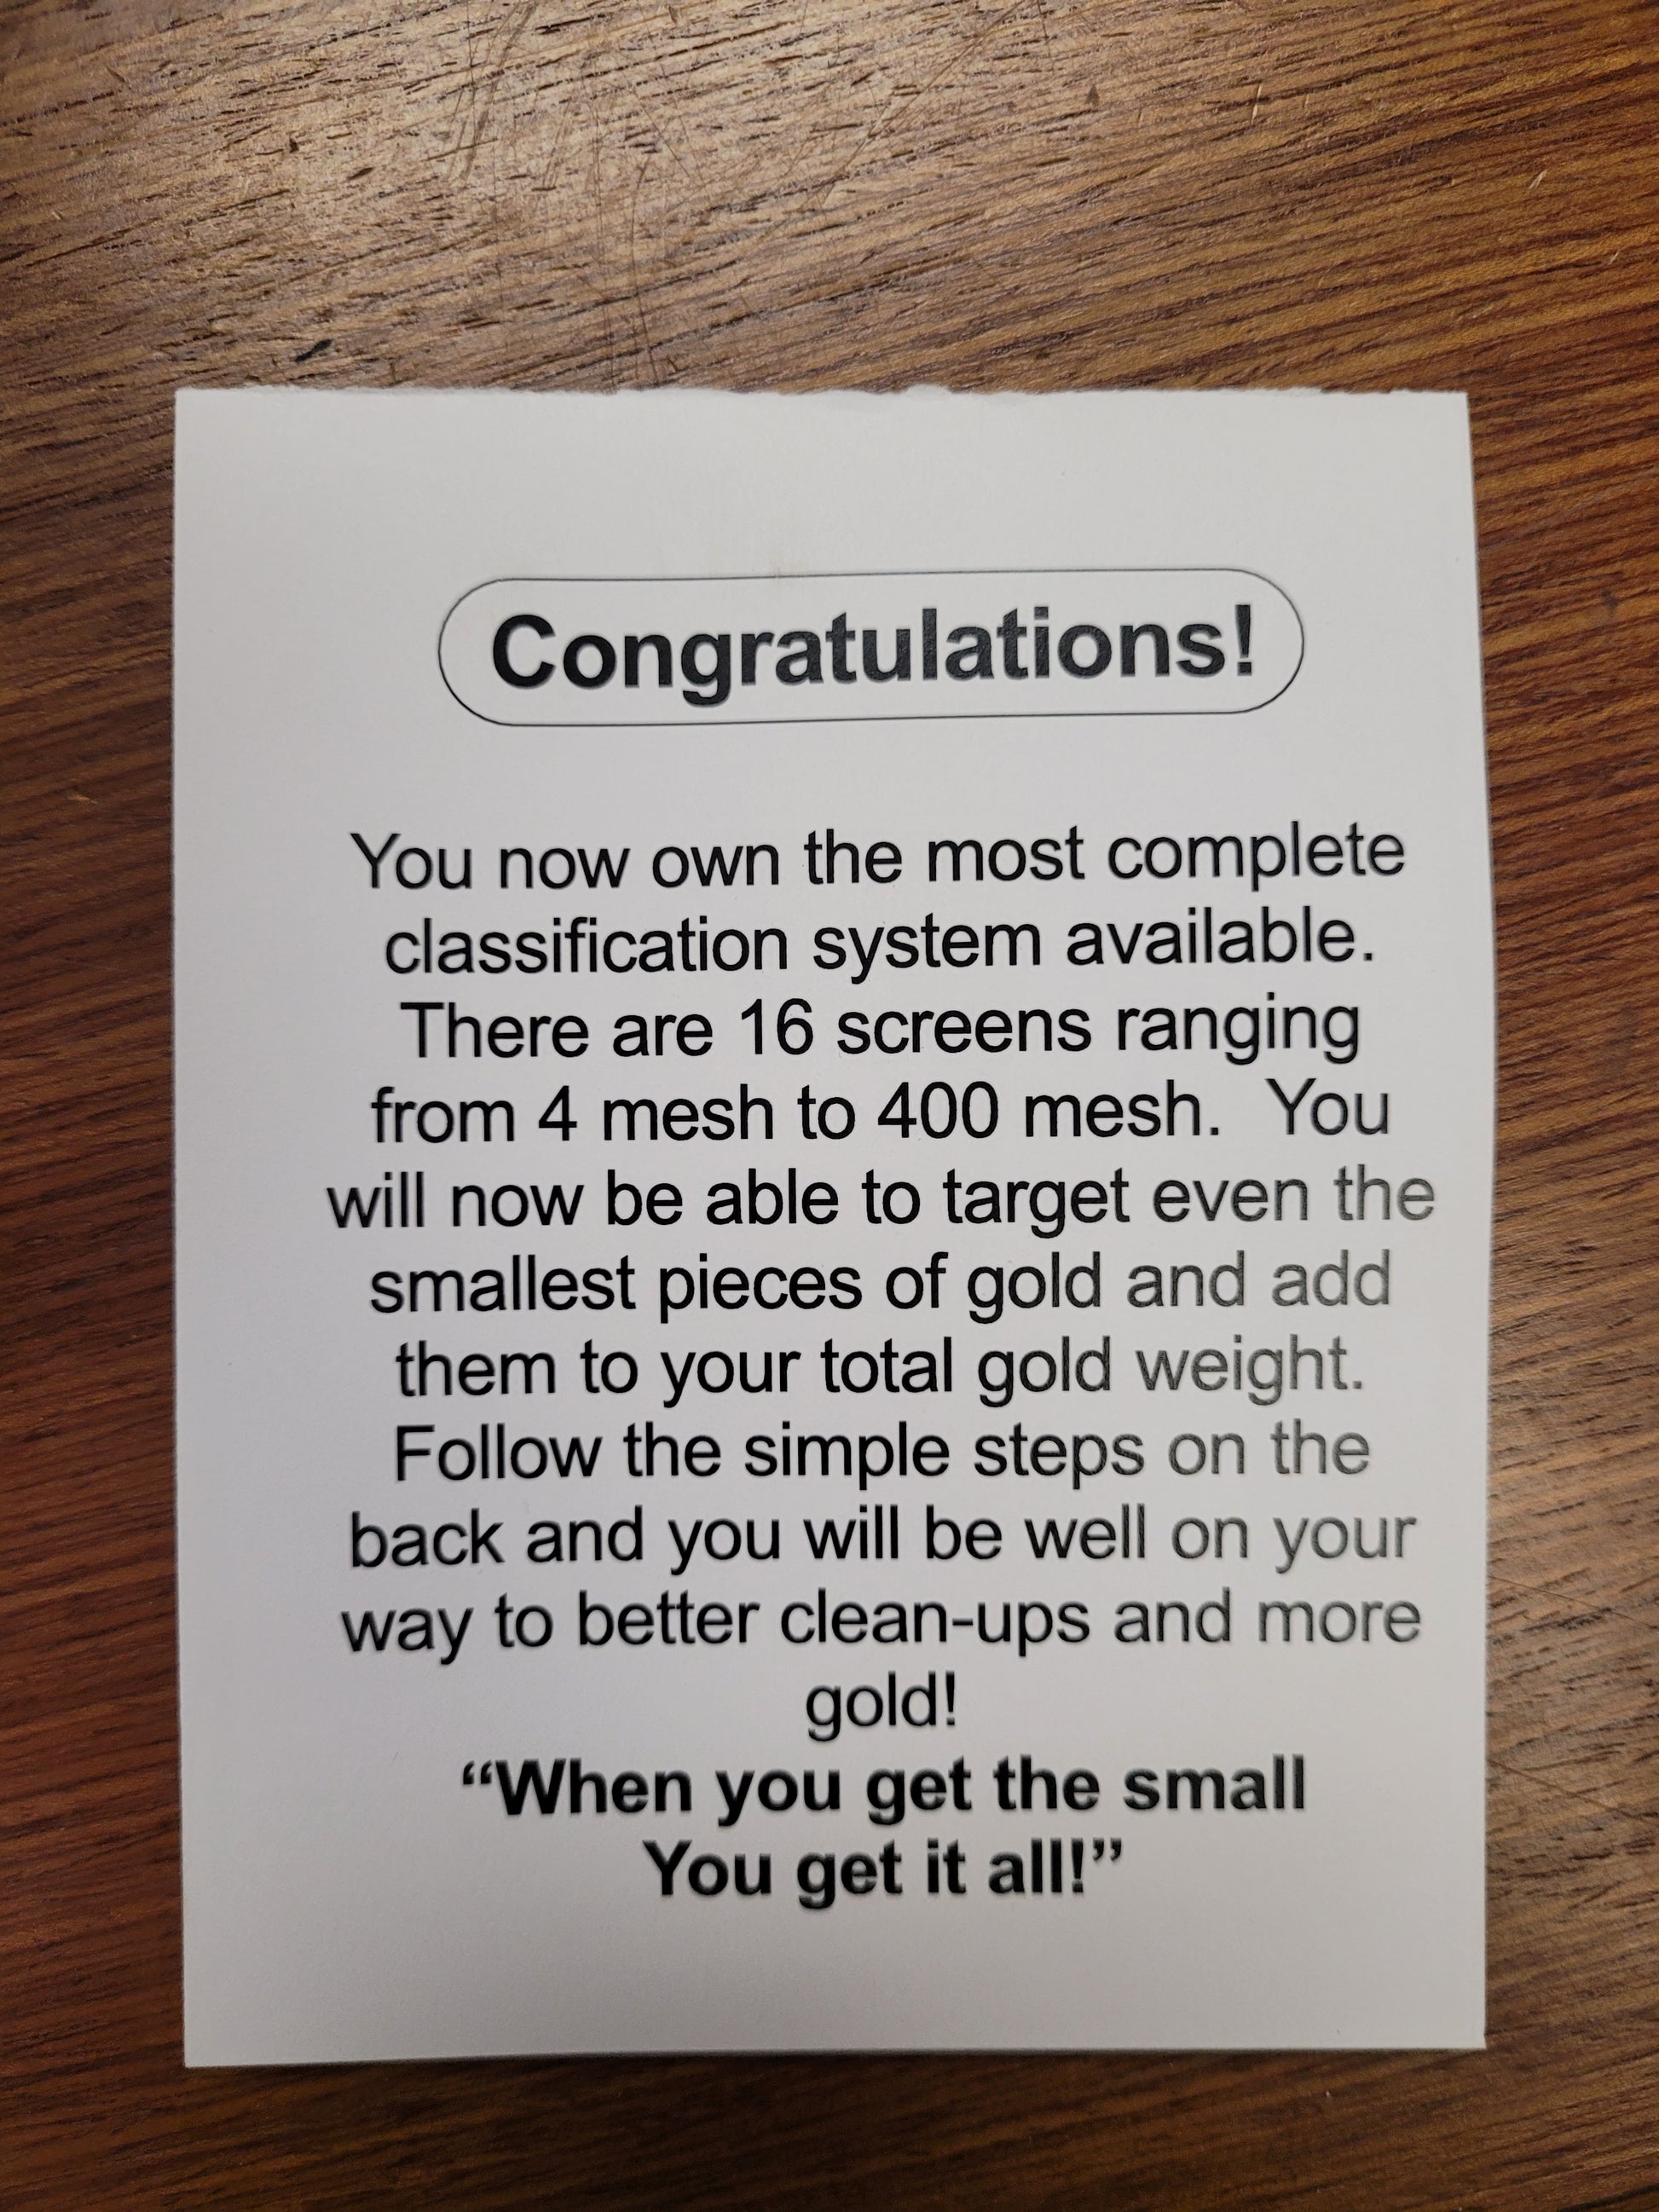 Congratulations!
You now own the most complete
classification system available.
There are 16 screens ranging
from 4 mesh to 400 mesh.  You
will now be able to target even the
smallest pieces of gold and add
them to your total gold weight.
Follow the simple steps on the
back and you will be well on your
way to better clean-ups and more
gold!
“When you get the small
You get it all!”